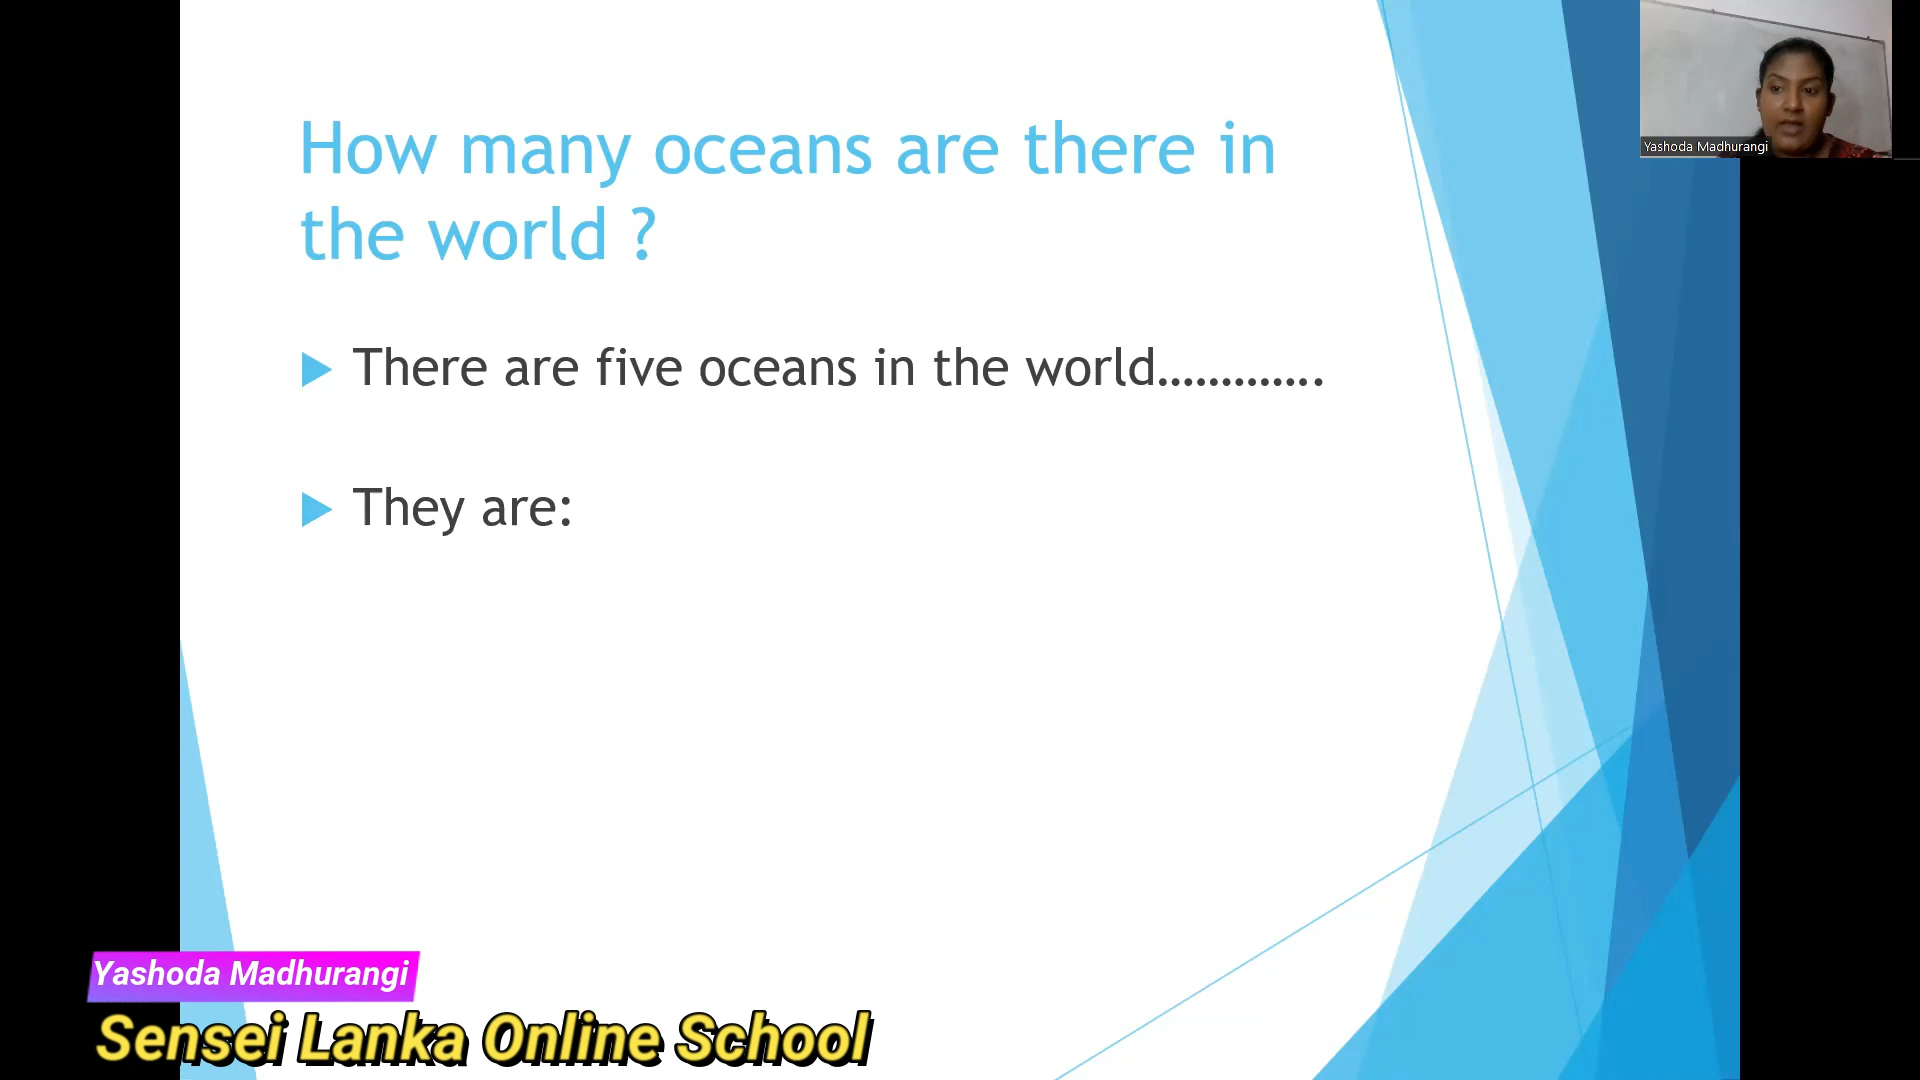 How many oceans are there in
the world ?
There are five oceans in the world.............
They are:
Yashoda Madhurangi
Yashoda Madhurangi
Sensei Lanka Online School